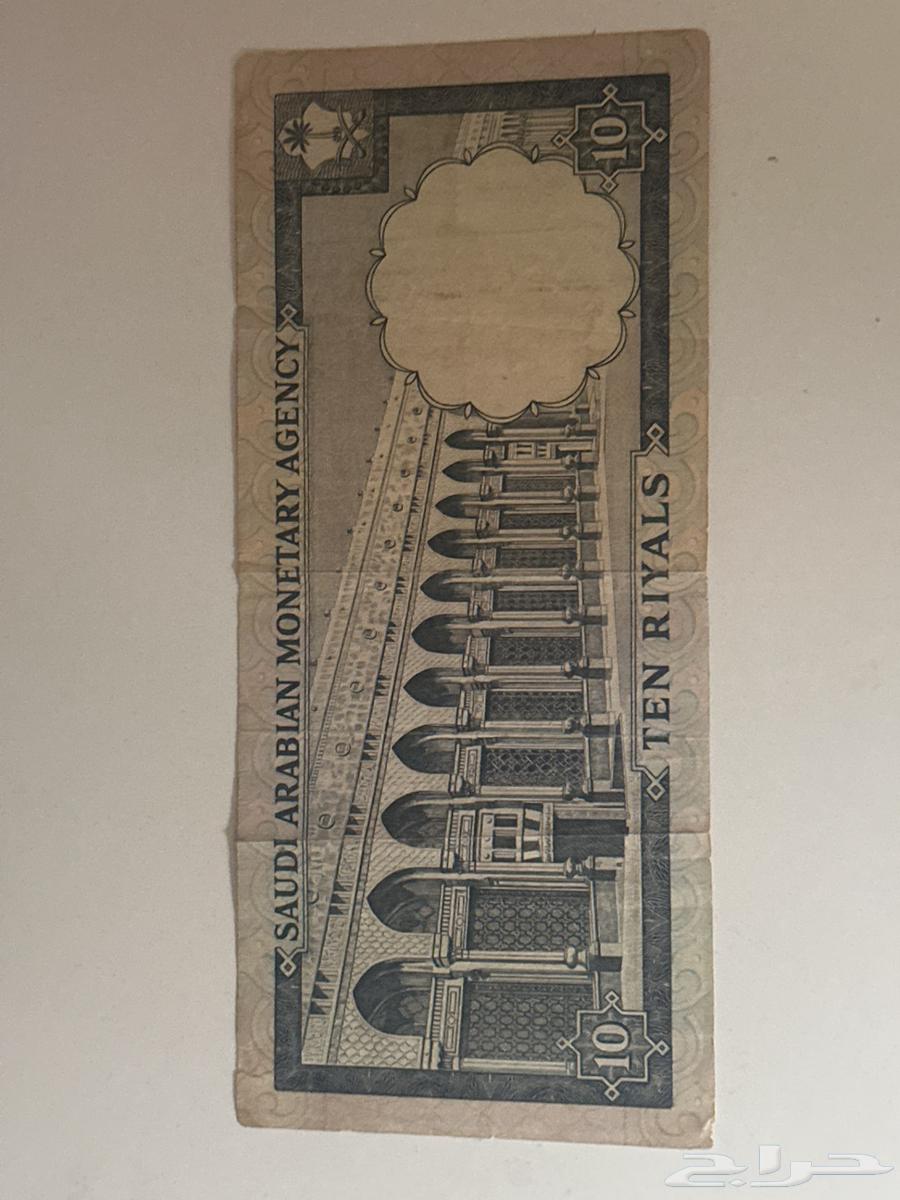 SAUDI ARABIAN MONETARY AGENCY
10
10
TEN RIYALS
حراج